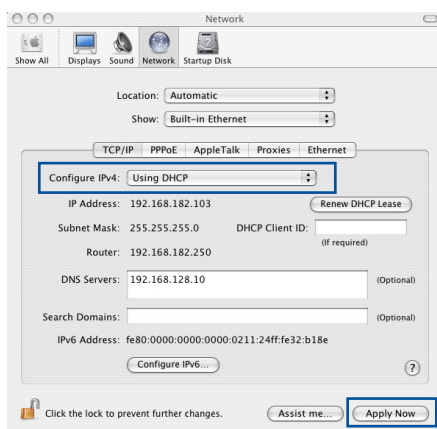 Network
Show All Displays Sound Network Startup Disk
Location: Automatic
Show: Built-in Ethernet
TCP/IP PPPoE AppleTalk Proxies Ethernet
Configure IPv4: Using DHCP
IP Address: 192.168.182.103 Renew DHCP Lease
Subnet Mask: 255.255.255.0 DHCP Client ID:
(If required)
Router: 192.168.182.250
DNS Servers: 192.168.128.10 (Optional)
Search Domains: (Optional)
IPv6 Address: fe80:0000:0000:0000:0211:24ff:fe32:b18e
Configure IPv6... ?
Click the lock to prevent further changes. Assist me... Apply Now